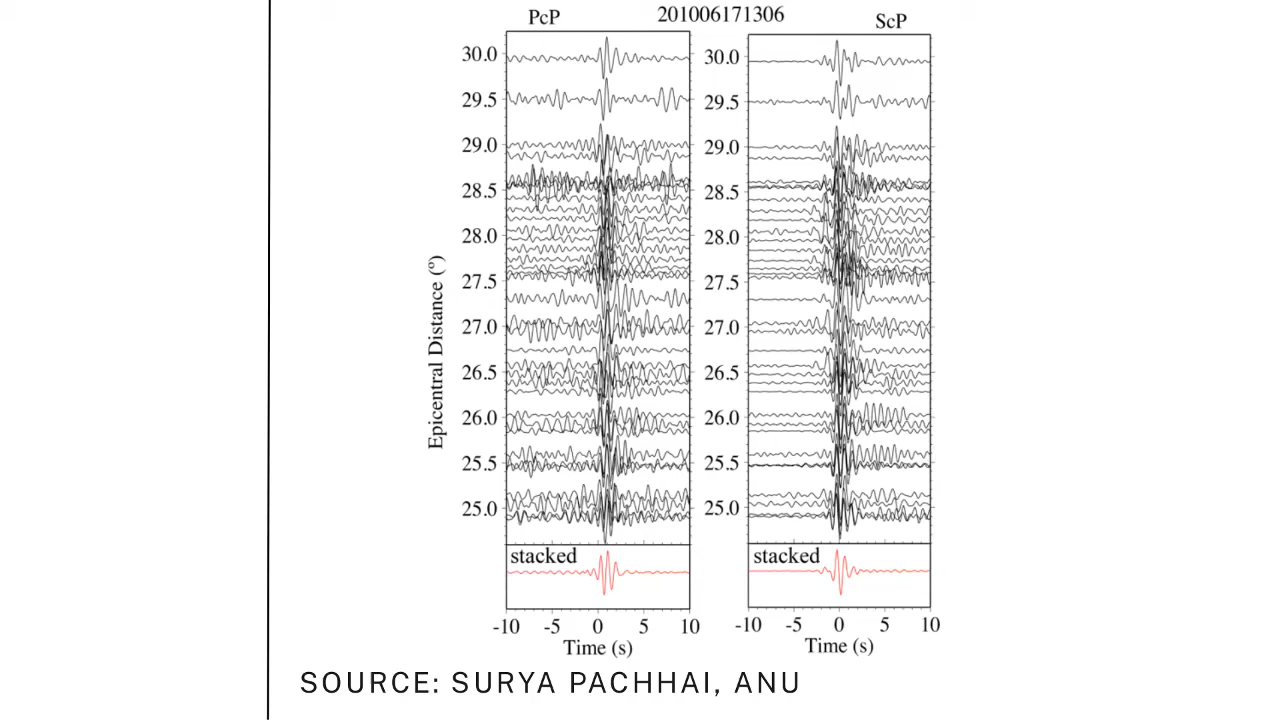 PcP 201006171306 ScP
30.0 30.0
29.5 29.5
29.0 29.0
28.5 28.5
28.0 28.0
27.5 27.5
27.0 27.0
26.5 26.5
26.0 26.0
25.5 25.5
25.0 25.0
Epicentral Distance (°)
stacked stacked
-10 -5 0 5 10 -10 -5 0 5 10
Time (s) Time (s)
SOURCE: SURYA PACHHAI, ANU